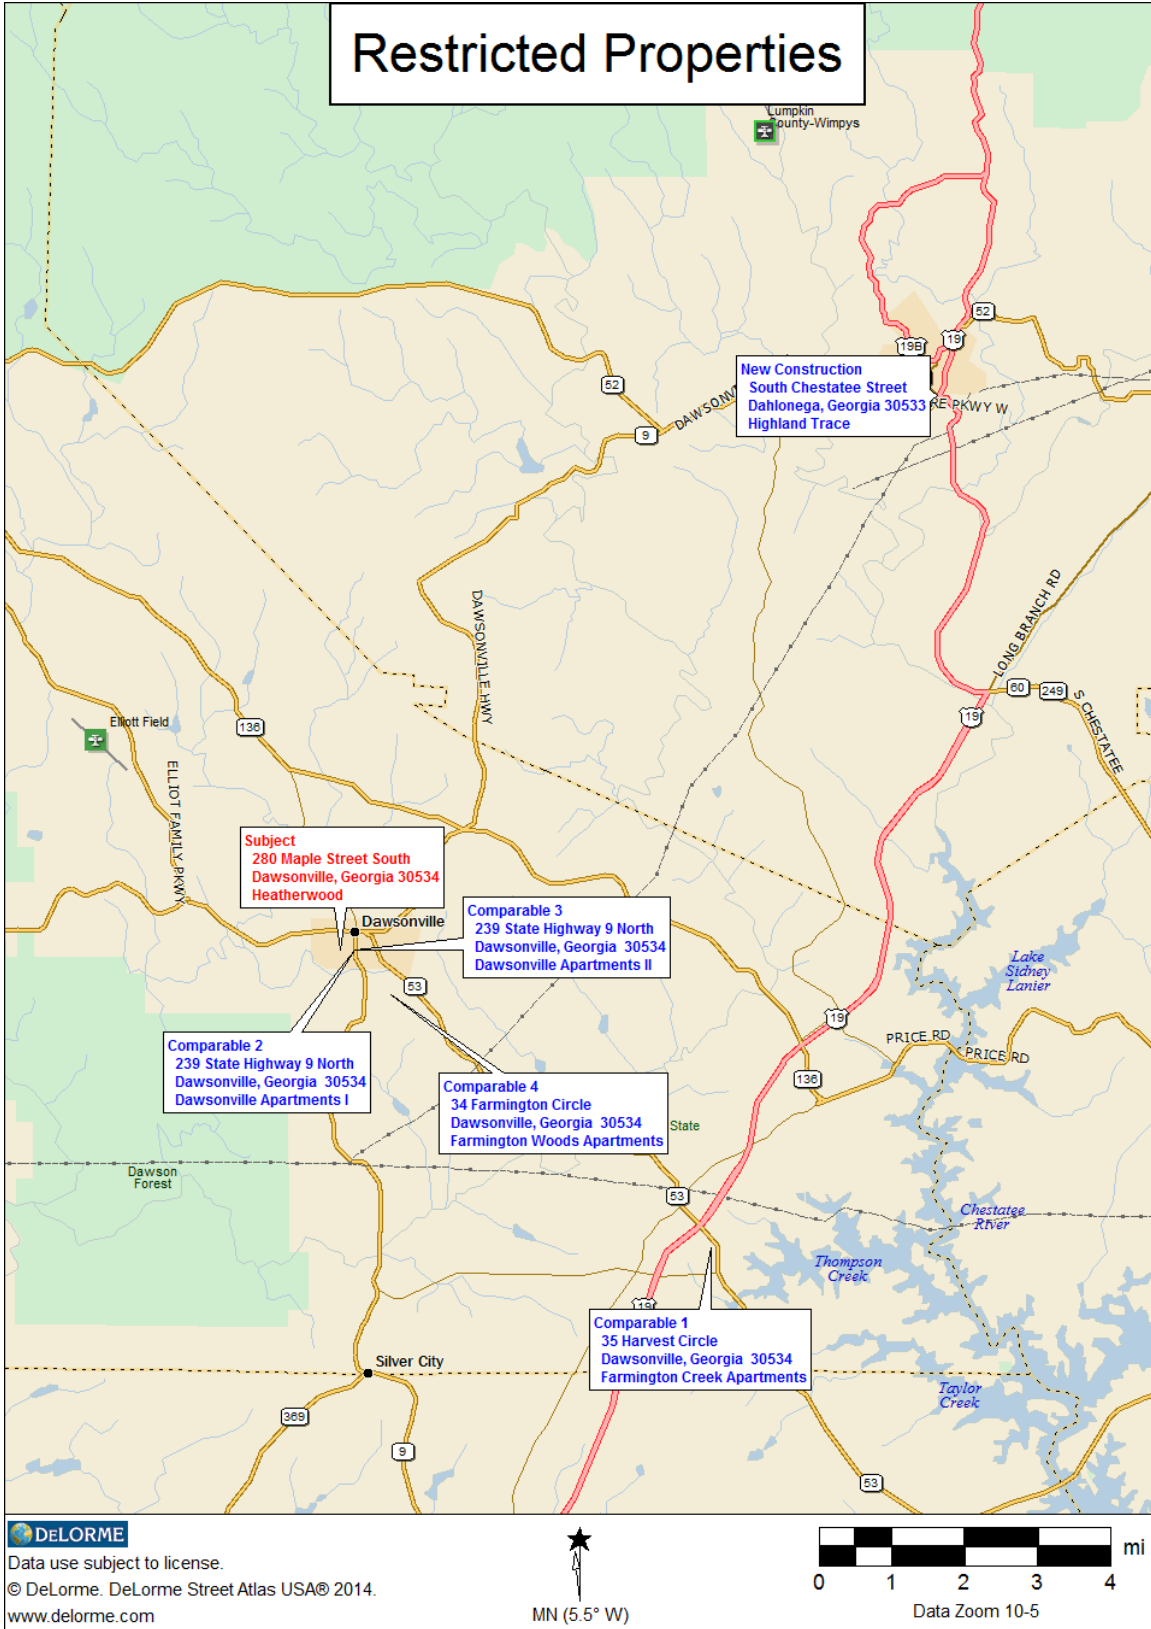 Restricted Properties
Lumpkin
County-Wimpys
52
19B
19
New Construction
South Chestatee Street
Dahlonega, Georgia 30533
Highland Trace
RE PKWY W
52
9
DAWSONV
DAWSONVILLE HWY
LONG BRANCH RD
60
249
S CHESTATEE
19
136
Elliott Field
ELLIOT FAMILY PKWY
Subject
280 Maple Street South
Dawsonville, Georgia 30534
Heatherwood
Dawsonville
Comparable 3
239 State Highway 9 North
Dawsonville, Georgia 30534
Dawsonville Apartments II
53
Lake
Sidney
Lanier
19
PRICE RD
PRICE RD
Comparable 2
239 State Highway 9 North
Dawsonville, Georgia 30534
Dawsonville Apartments I
136
Comparable 4
34 Farmington Circle
Dawsonville, Georgia 30534
Farmington Woods Apartments
State
Dawson
Forest
53
Chestatee
River
Thompson
Creek
19
Comparable 1
35 Harvest Circle
Dawsonville, Georgia 30534
Farmington Creek Apartments
Silver City
Taylor
Creek
369
9
53
DELORME
Data use subject to license.
© DeLorme. DeLorme Street Atlas USA® 2014.
www.delorme.com
MN (5.5° W)
mi
0 1 2 3 4
Data Zoom 10-5